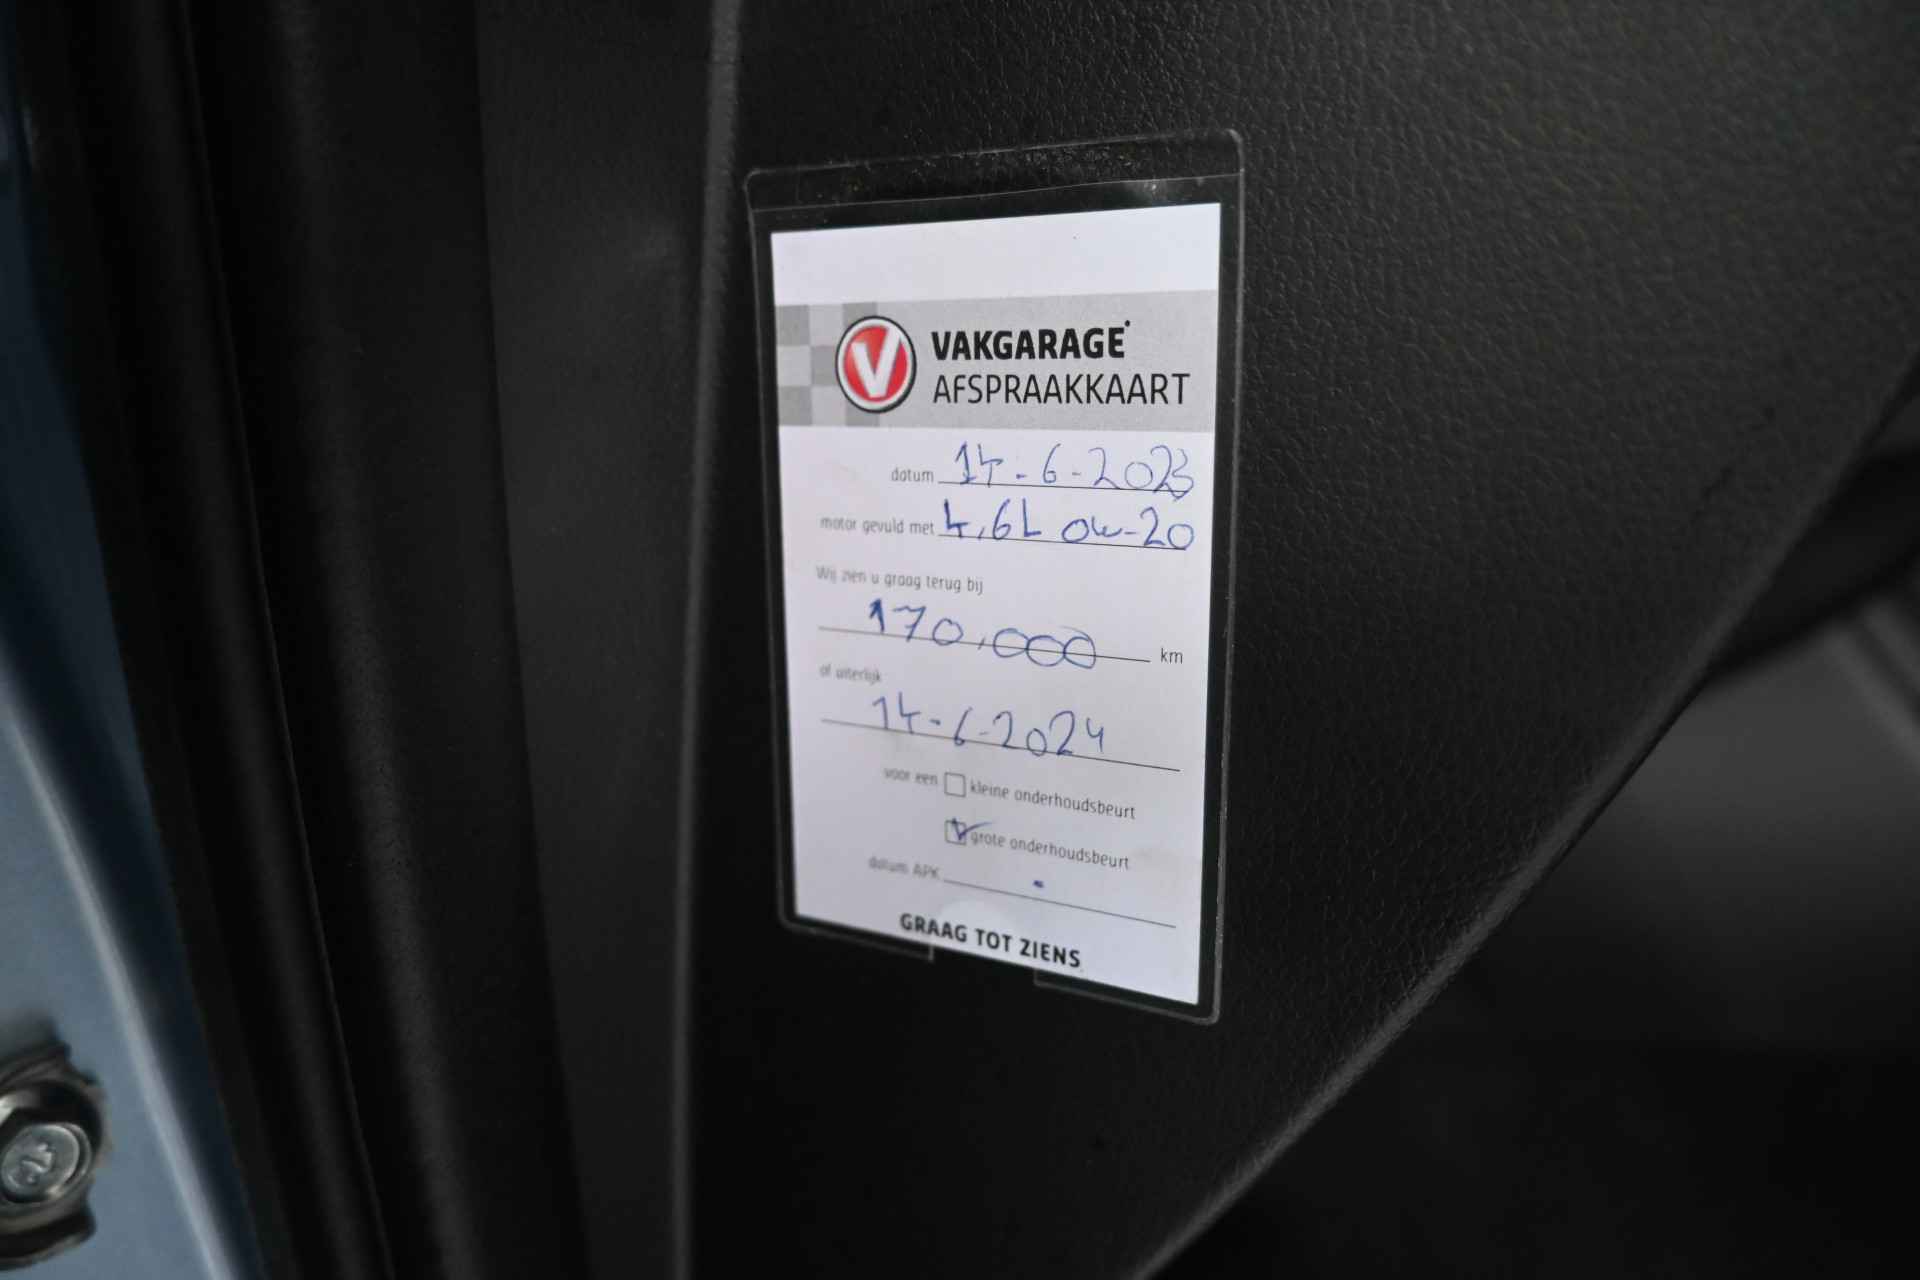 V VAKGARAGE
AFSPRAAKKAART
datum 14-6-2023
motor gevuld met 4,6L 0w-20
Wij zien u graag terug bij
170.000 km
of uiterlijk
14-6-2024
voor een kleine onderhoudsbeurt
grote onderhoudsbeurt
datum APK -
GRAAG TOT ZIENS